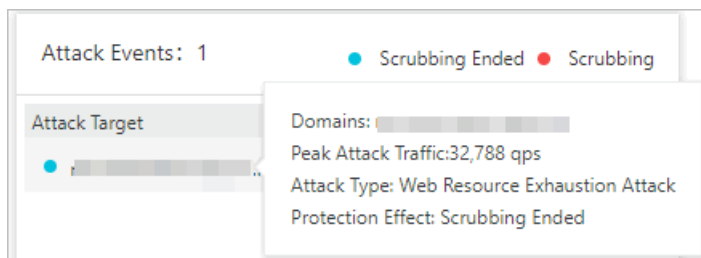 Attack Events: 1
Scrubbing Ended
Scrubbing
Attack Target
Domains:
Peak Attack Traffic:32,788 qps
Attack Type: Web Resource Exhaustion Attack
Protection Effect: Scrubbing Ended